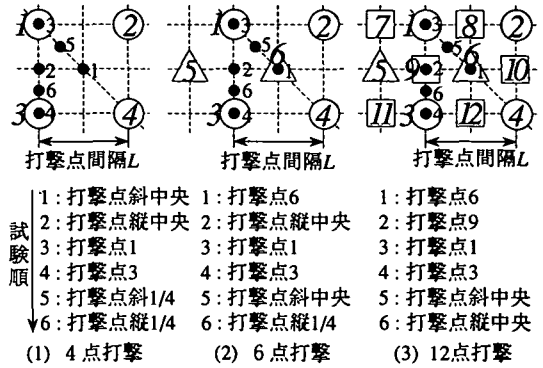 1 3 2
5
2 1
6
3 4 4
打撃点間隔L
1 3 2
5 6
5 2 1
6
3 4 4
打撃点間隔L
7 1 3 8 2
5 6
5 9 2 1 10
6
11 3 4 12 4
打撃点間隔L
試験順
1：打撃点斜中央
2：打撃点縦中央
3：打撃点1
4：打撃点3
5：打撃点斜1/4
6：打撃点縦1/4
(1) 4点打撃
1：打撃点6
2：打撃点縦中央
3：打撃点1
4：打撃点3
5：打撃点斜中央
6：打撃点縦1/4
(2) 6点打撃
1：打撃点6
2：打撃点9
3：打撃点1
4：打撃点3
5：打撃点斜中央
6：打撃点縦中央
(3) 12点打撃